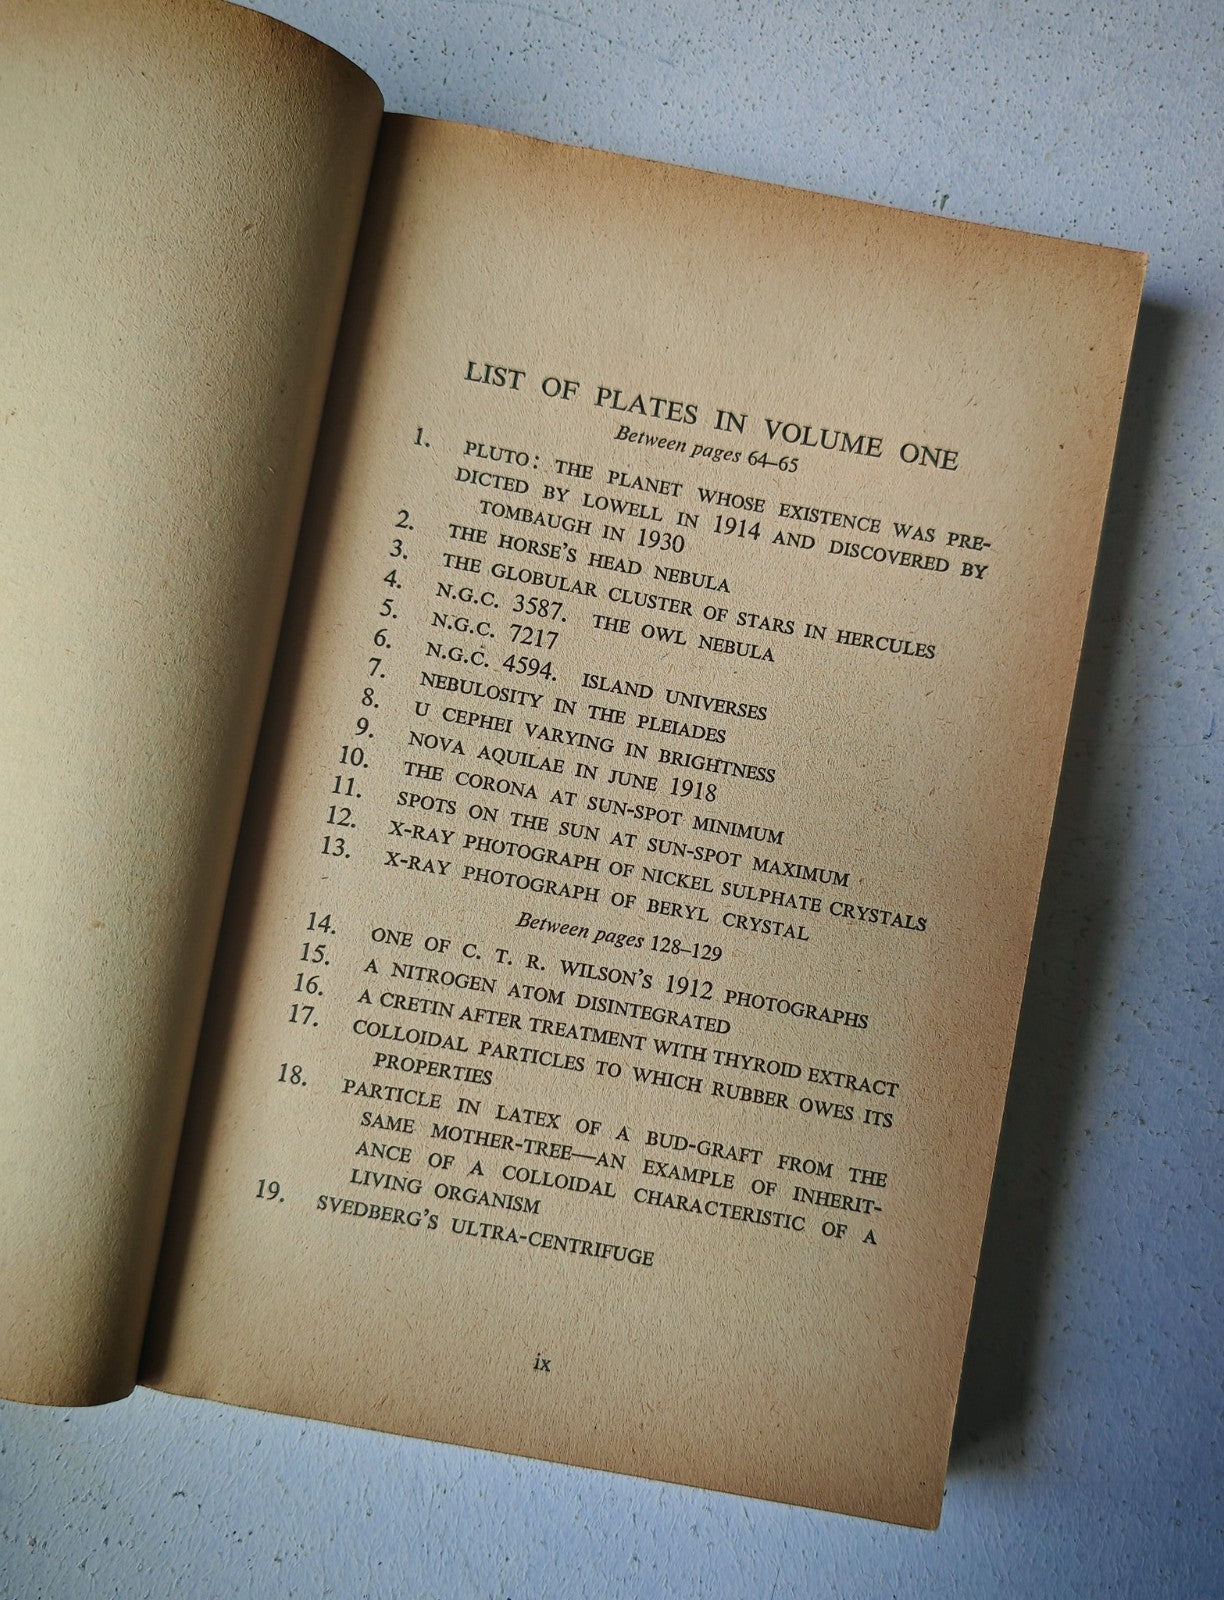 LIST OF PLATES IN VOLUME ONE
Between pages 64–65
1. PLUTO: THE PLANET WHOSE EXISTENCE WAS PRE-
DICTED BY LOWELL IN 1914 AND DISCOVERED BY
TOMBAUGH IN 1930
2. THE HORSE'S HEAD NEBULA
3. THE GLOBULAR CLUSTER OF STARS IN HERCULES
4. N.G.C. 3587. THE OWL NEBULA
5. N.G.C. 7217
6. N.G.C. 4594. ISLAND UNIVERSES
7. NEBULOSITY IN THE PLEIADES
8. U CEPHEI VARYING IN BRIGHTNESS
9. NOVA AQUILAE IN JUNE 1918
10. THE CORONA AT SUN-SPOT MINIMUM
11. SPOTS ON THE SUN AT SUN-SPOT MAXIMUM
12. X-RAY PHOTOGRAPH OF NICKEL SULPHATE CRYSTALS
13. X-RAY PHOTOGRAPH OF BERYL CRYSTAL
Between pages 128–129
14. ONE OF C. T. R. WILSON'S 1912 PHOTOGRAPHS
15. A NITROGEN ATOM DISINTEGRATED
16. A CRETIN AFTER TREATMENT WITH THYROID EXTRACT
17. COLLOIDAL PARTICLES TO WHICH RUBBER OWES ITS
PROPERTIES
18. PARTICLE IN LATEX OF A BUD-GRAFT FROM THE
SAME MOTHER-TREE—AN EXAMPLE OF INHERIT-
ANCE OF A COLLOIDAL CHARACTERISTIC OF A
LIVING ORGANISM
19. SVEDBERG'S ULTRA-CENTRIFUGE
ix